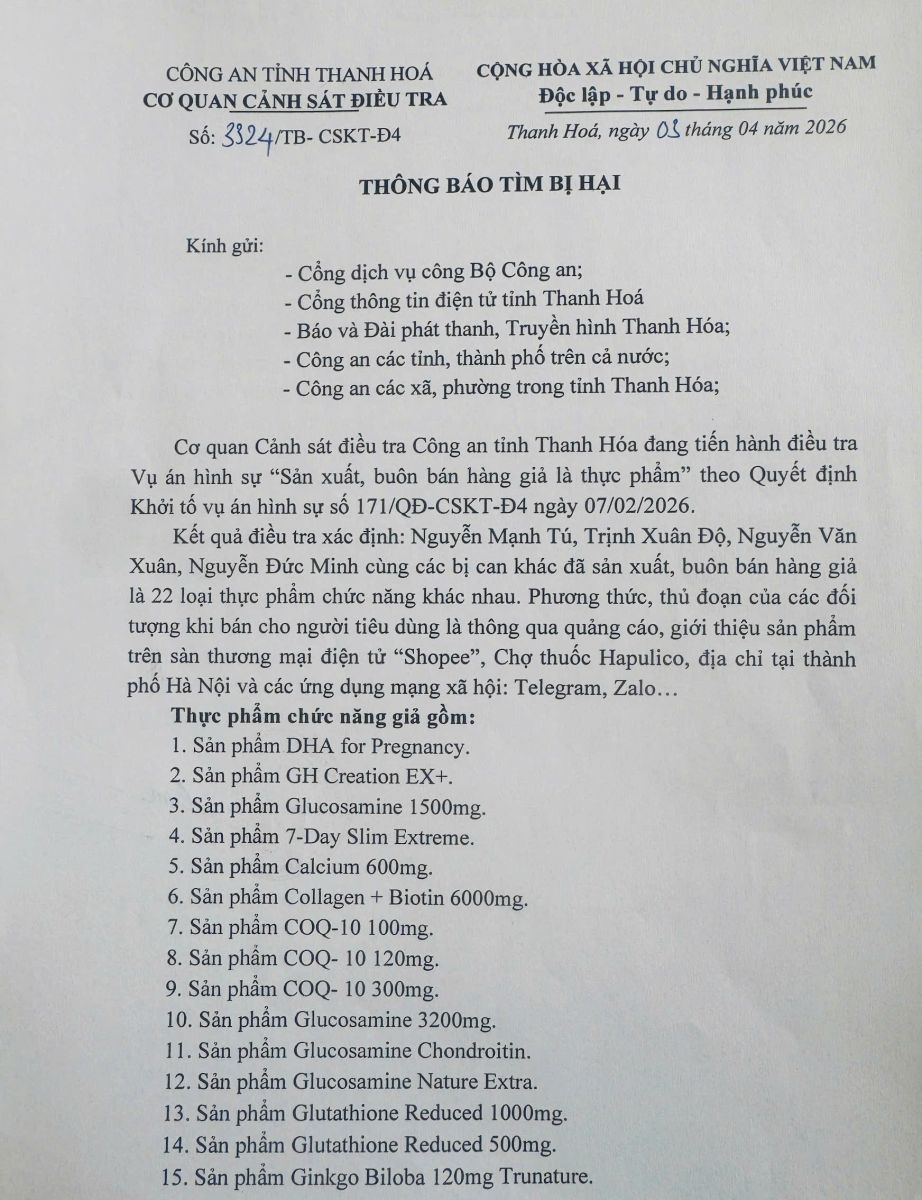 CÔNG AN TỈNH THANH HOÁ
CƠ QUAN CẢNH SÁT ĐIỀU TRA
Số: 3324/TB- CSKT-Đ4
CỘNG HÒA XÃ HỘI CHỦ NGHĨA VIỆT NAM
Độc lập - Tự do - Hạnh phúc
Thanh Hoá, ngày 03 tháng 04 năm 2026
THÔNG BÁO TÌM BỊ HẠI
Kính gửi:
- Cổng dịch vụ công Bộ Công an;
- Cổng thông tin điện tử tỉnh Thanh Hoá
- Báo và Đài phát thanh, Truyền hình Thanh Hóa;
- Công an các tỉnh, thành phố trên cả nước;
- Công an các xã, phường trong tỉnh Thanh Hóa;
Cơ quan Cảnh sát điều tra Công an tỉnh Thanh Hóa đang tiến hành điều tra
Vụ án hình sự “Sản xuất, buôn bán hàng giả là thực phẩm” theo Quyết định
Khởi tố vụ án hình sự số 171/QĐ-CSKT-Đ4 ngày 07/02/2026.
Kết quả điều tra xác định: Nguyễn Mạnh Tú, Trịnh Xuân Độ, Nguyễn Văn
Xuân, Nguyễn Đức Minh cùng các bị can khác đã sản xuất, buôn bán hàng giả
là 22 loại thực phẩm chức năng khác nhau. Phương thức, thủ đoạn của các đối
tượng khi bán cho người tiêu dùng là thông qua quảng cáo, giới thiệu sản phẩm
trên sàn thương mại điện tử “Shopee”, Chợ thuốc Hapulico, địa chỉ tại thành
phố Hà Nội và các ứng dụng mạng xã hội: Telegram, Zalo…
Thực phẩm chức năng giả gồm:
1. Sản phẩm DHA for Pregnancy.
2. Sản phẩm GH Creation EX+.
3. Sản phẩm Glucosamine 1500mg.
4. Sản phẩm 7-Day Slim Extreme.
5. Sản phẩm Calcium 600mg.
6. Sản phẩm Collagen + Biotin 6000mg.
7. Sản phẩm COQ-10 100mg.
8. Sản phẩm COQ- 10 120mg.
9. Sản phẩm COQ- 10 300mg.
10. Sản phẩm Glucosamine 3200mg.
11. Sản phẩm Glucosamine Chondroitin.
12. Sản phẩm Glucosamine Nature Extra.
13. Sản phẩm Glutathione Reduced 1000mg.
14. Sản phẩm Glutathione Reduced 500mg.
15. Sản phẩm Ginkgo Biloba 120mg Trunature.